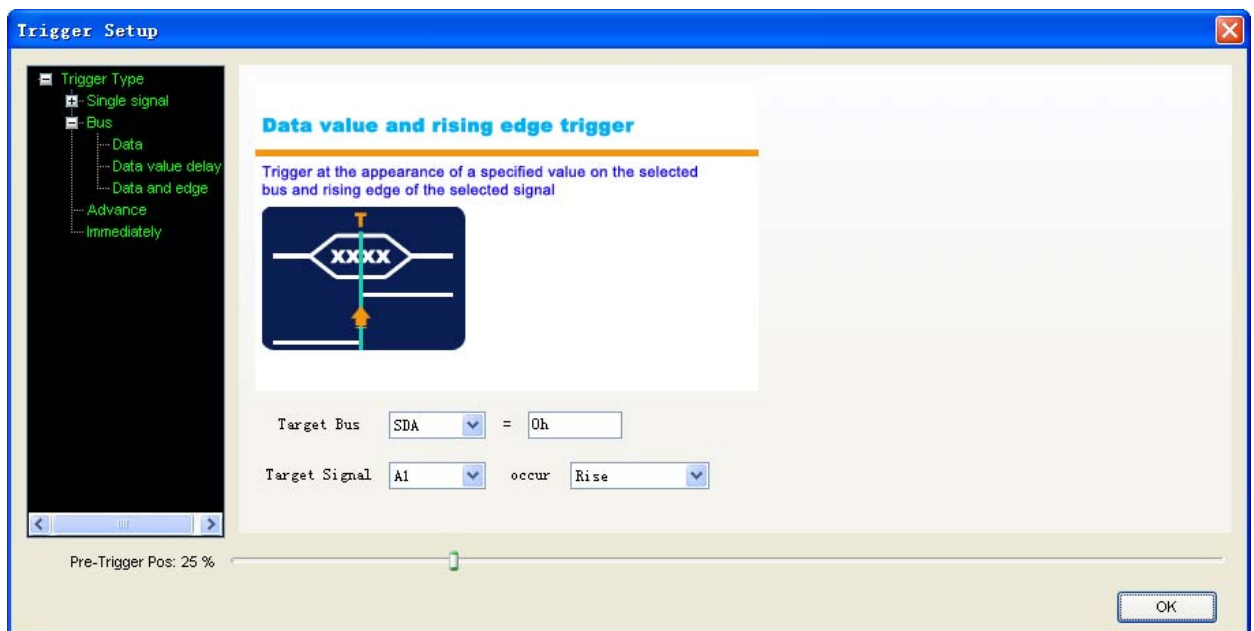 Trigger Setup
Trigger Type
Single signal
Bus
Data
Data value delay
Data and edge
Advance
Immediately
Data value and rising edge trigger
Trigger at the appearance of a specified value on the selected
bus and rising edge of the selected signal
T
XXXX
Target Bus SDA = 0h
Target Signal A1 occur Rise
Pre-Trigger Pos: 25 %
OK